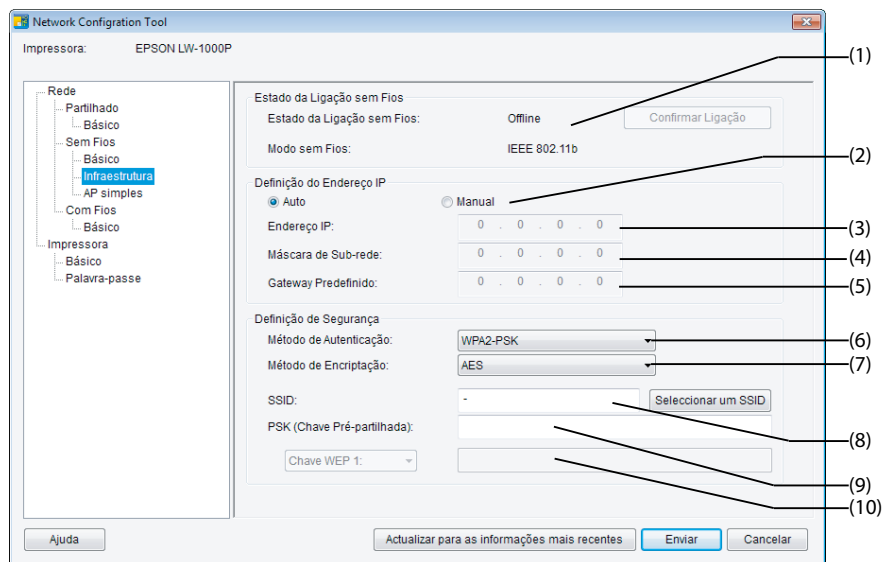 Network Configration Tool
Impressora: EPSON LW-1000P
Rede
Partilhado
Básico
Sem Fios
Básico
Infraestrutura
AP simples
Com Fios
Básico
Impressora
Básico
Palavra-passe
Estado da Ligação sem Fios
Estado da Ligação sem Fios: Offline Confirmar Ligação (1)
Modo sem Fios: IEEE 802.11b
(2)
Definição do Endereço IP
Auto Manual
Endereço IP: 0 . 0 . 0 . 0 (3)
Máscara de Sub-rede: 0 . 0 . 0 . 0 (4)
Gateway Predefinido: 0 . 0 . 0 . 0 (5)
Definição de Segurança
Método de Autenticação: WPA2-PSK (6)
Método de Encriptação: AES (7)
SSID: - Seleccionar um SSID
(8)
PSK (Chave Pré-partilhada):
(9)
Chave WEP 1:
(10)
Ajuda Actualizar para as informações mais recentes Enviar Cancelar